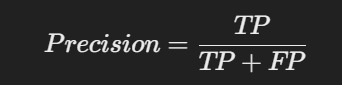 Precision = TP / (TP + FP)